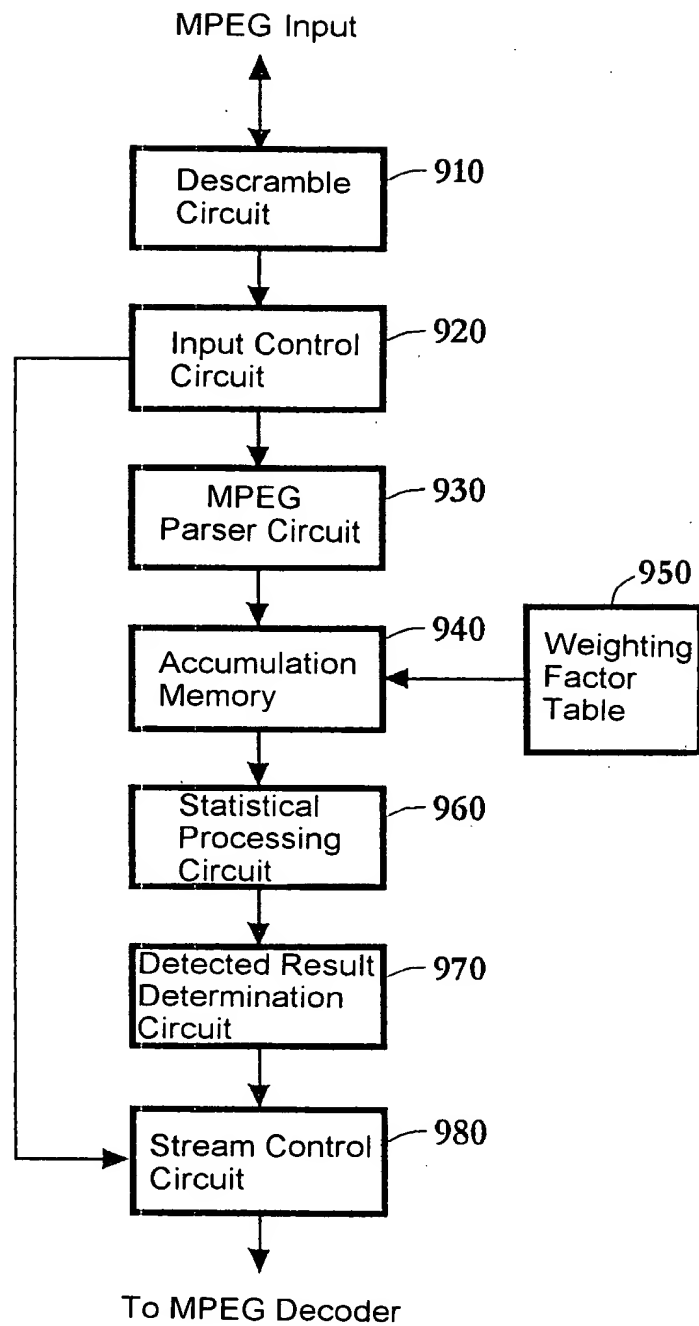 MPEG Input
Descramble
Circuit
910
Input Control
Circuit
920
MPEG
Parser Circuit
930
950
Accumulation
Memory
940
Weighting
Factor
Table
Statistical
Processing
Circuit
960
Detected Result
Determination
Circuit
970
Stream Control
Circuit
980
To MPEG Decoder